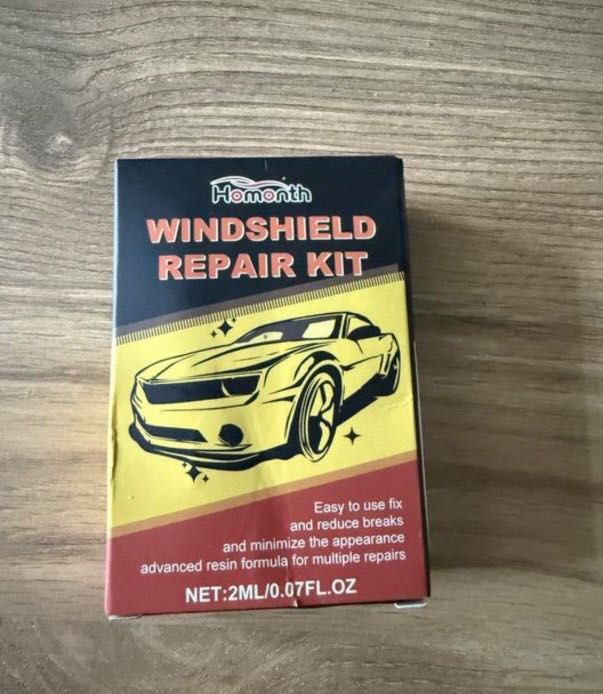 Homonth
WINDSHIELD
REPAIR KIT
Easy to use fix
and reduce breaks
and minimize the appearance
advanced resin formula for multiple repairs
NET:2ML/0.07FL.OZ